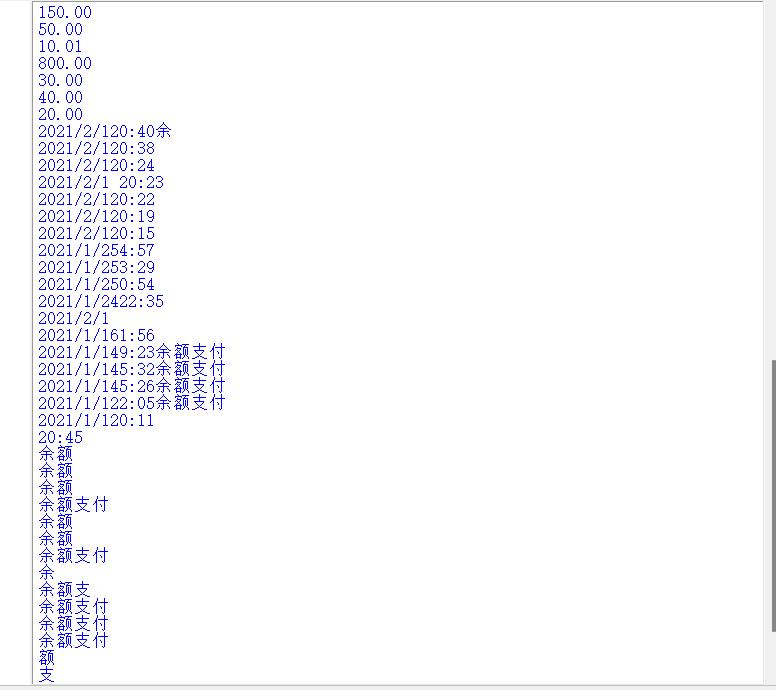 150.00
50.00
10.01
800.00
30.00
40.00
20.00
2021/2/120:40余
2021/2/120:38
2021/2/120:24
2021/2/1 20:23
2021/2/120:22
2021/2/120:19
2021/2/120:15
2021/1/254:57
2021/1/253:29
2021/1/250:54
2021/1/2422:35
2021/2/1
2021/1/161:56
2021/1/149:23余额支付
2021/1/145:32余额支付
2021/1/145:26余额支付
2021/1/122:05余额支付
2021/1/120:11
20:45
余额
余额
余额
余额支付
余额
余额
余额支付
余
余额支
余额支付
余额支付
余额支付
额
支